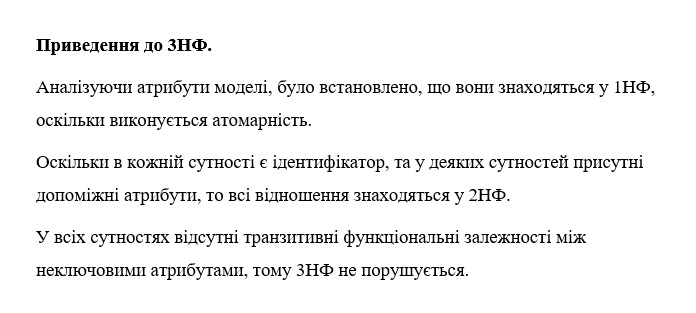 Приведення до 3НФ.
Аналізуючи атрибути моделі, було встановлено, що вони знаходяться у 1НФ,
оскільки виконується атомарність.
Оскільки в кожній сутності є ідентифікатор, та у деяких сутностей присутні
допоміжні атрибути, то всі відношення знаходяться у 2НФ.
У всіх сутностях відсутні транзитивні функціональні залежності між
неключовими атрибутами, тому 3НФ не порушується.